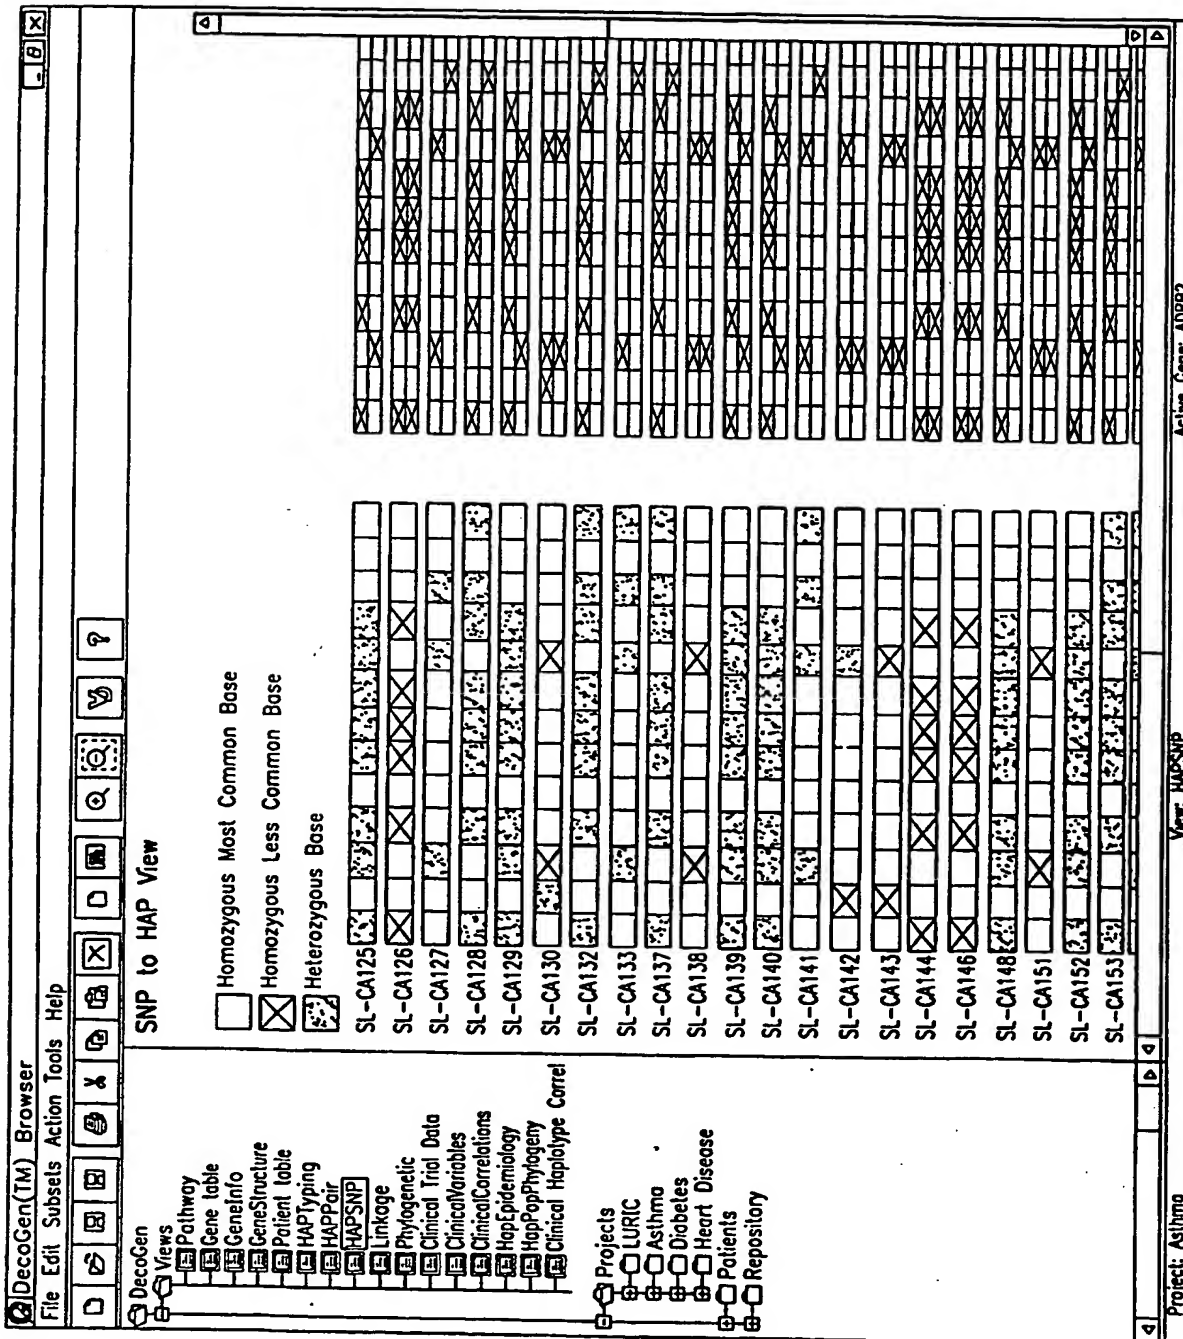 DecoGen(TM) Browser
File Edit Subsets Action Tools Help
?
DecoGen
Views
Pathway
Gene table
GeneInfo
GeneStructure
Patient table
HAPTyping
HAPPair
HAPSNP
Linkage
Phylogenetic
Clinical Trial Data
ClinicalVariables
ClinicalCorrelations
HapEpidemiology
HapPopPhylogeny
Clinical Haplotype Correl
Projects
LURIC
Asthma
Diabetes
Heart Disease
Patients
Repository
SNP to HAP View
Homozygous Most Common Base
Homozygous Less Common Base
Heterozygous Base
SL-CA125
SL-CA126
SL-CA127
SL-CA128
SL-CA129
SL-CA130
SL-CA132
SL-CA133
SL-CA137
SL-CA138
SL-CA139
SL-CA140
SL-CA141
SL-CA142
SL-CA143
SL-CA144
SL-CA146
SL-CA148
SL-CA151
SL-CA152
SL-CA153
Project: Asthma
View: HAPSNP
Active Gene: ADRB2